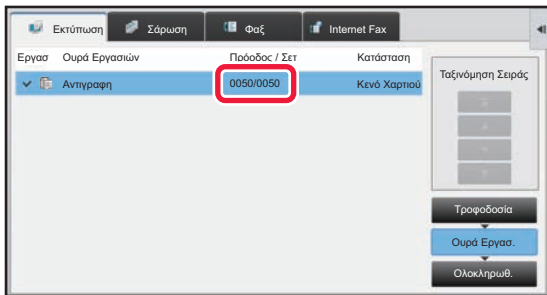 Εκτύπωση Σάρωση Φαξ Internet Fax
Εργασ Ουρά Εργασιών Πρόοδος / Σετ Κατάσταση
Αντιγραφη 0050/0050 Κενό Χαρτιού
Ταξινόμηση Σειράς
Τροφοδοσία
Ουρά Εργασ.
Ολοκληρωθ.